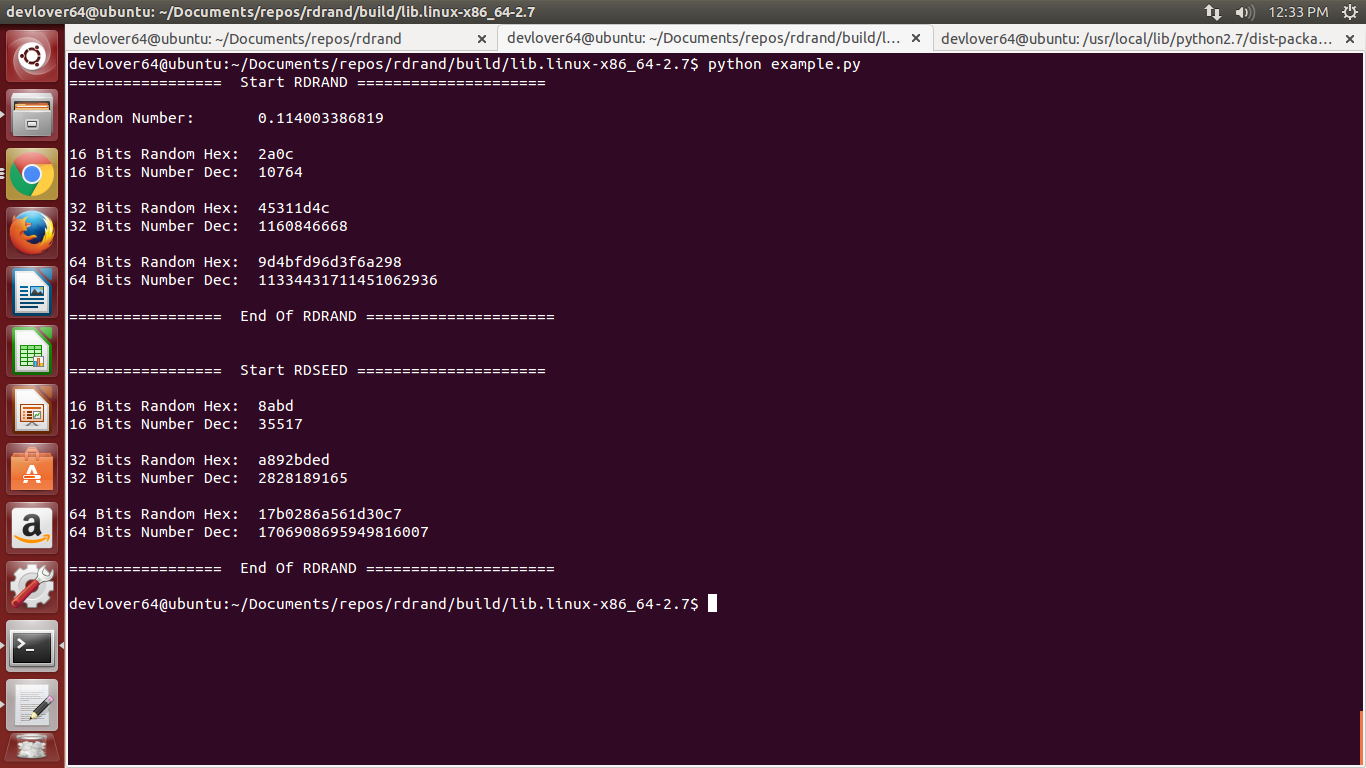 devlover64@ubuntu: ~/Documents/repos/rdrand/build/lib.linux-x86_64-2.7
12:33 PM
devlover64@ubuntu: ~/Documents/repos/rdrand
devlover64@ubuntu: ~/Documents/repos/rdrand/build/l...
devlover64@ubuntu: /usr/local/lib/python2.7/dist-packa...
devlover64@ubuntu:~/Documents/repos/rdrand/build/lib.linux-x86_64-2.7$ python example.py
=================  Start RDRAND =====================
Random Number:       0.114003386819
16 Bits Random Hex:  2a0c
16 Bits Number Dec:  10764
32 Bits Random Hex:  45311d4c
32 Bits Number Dec:  1160846668
64 Bits Random Hex:  9d4bfd96d3f6a298
64 Bits Number Dec:  11334431711451062936
=================  End Of RDRAND =====================
=================  Start RDSEED =====================
16 Bits Random Hex:  8abd
16 Bits Number Dec:  35517
32 Bits Random Hex:  a892bded
32 Bits Number Dec:  2828189165
64 Bits Random Hex:  17b0286a561d30c7
64 Bits Number Dec:  1706908695949816007
=================  End Of RDRAND =====================
devlover64@ubuntu:~/Documents/repos/rdrand/build/lib.linux-x86_64-2.7$